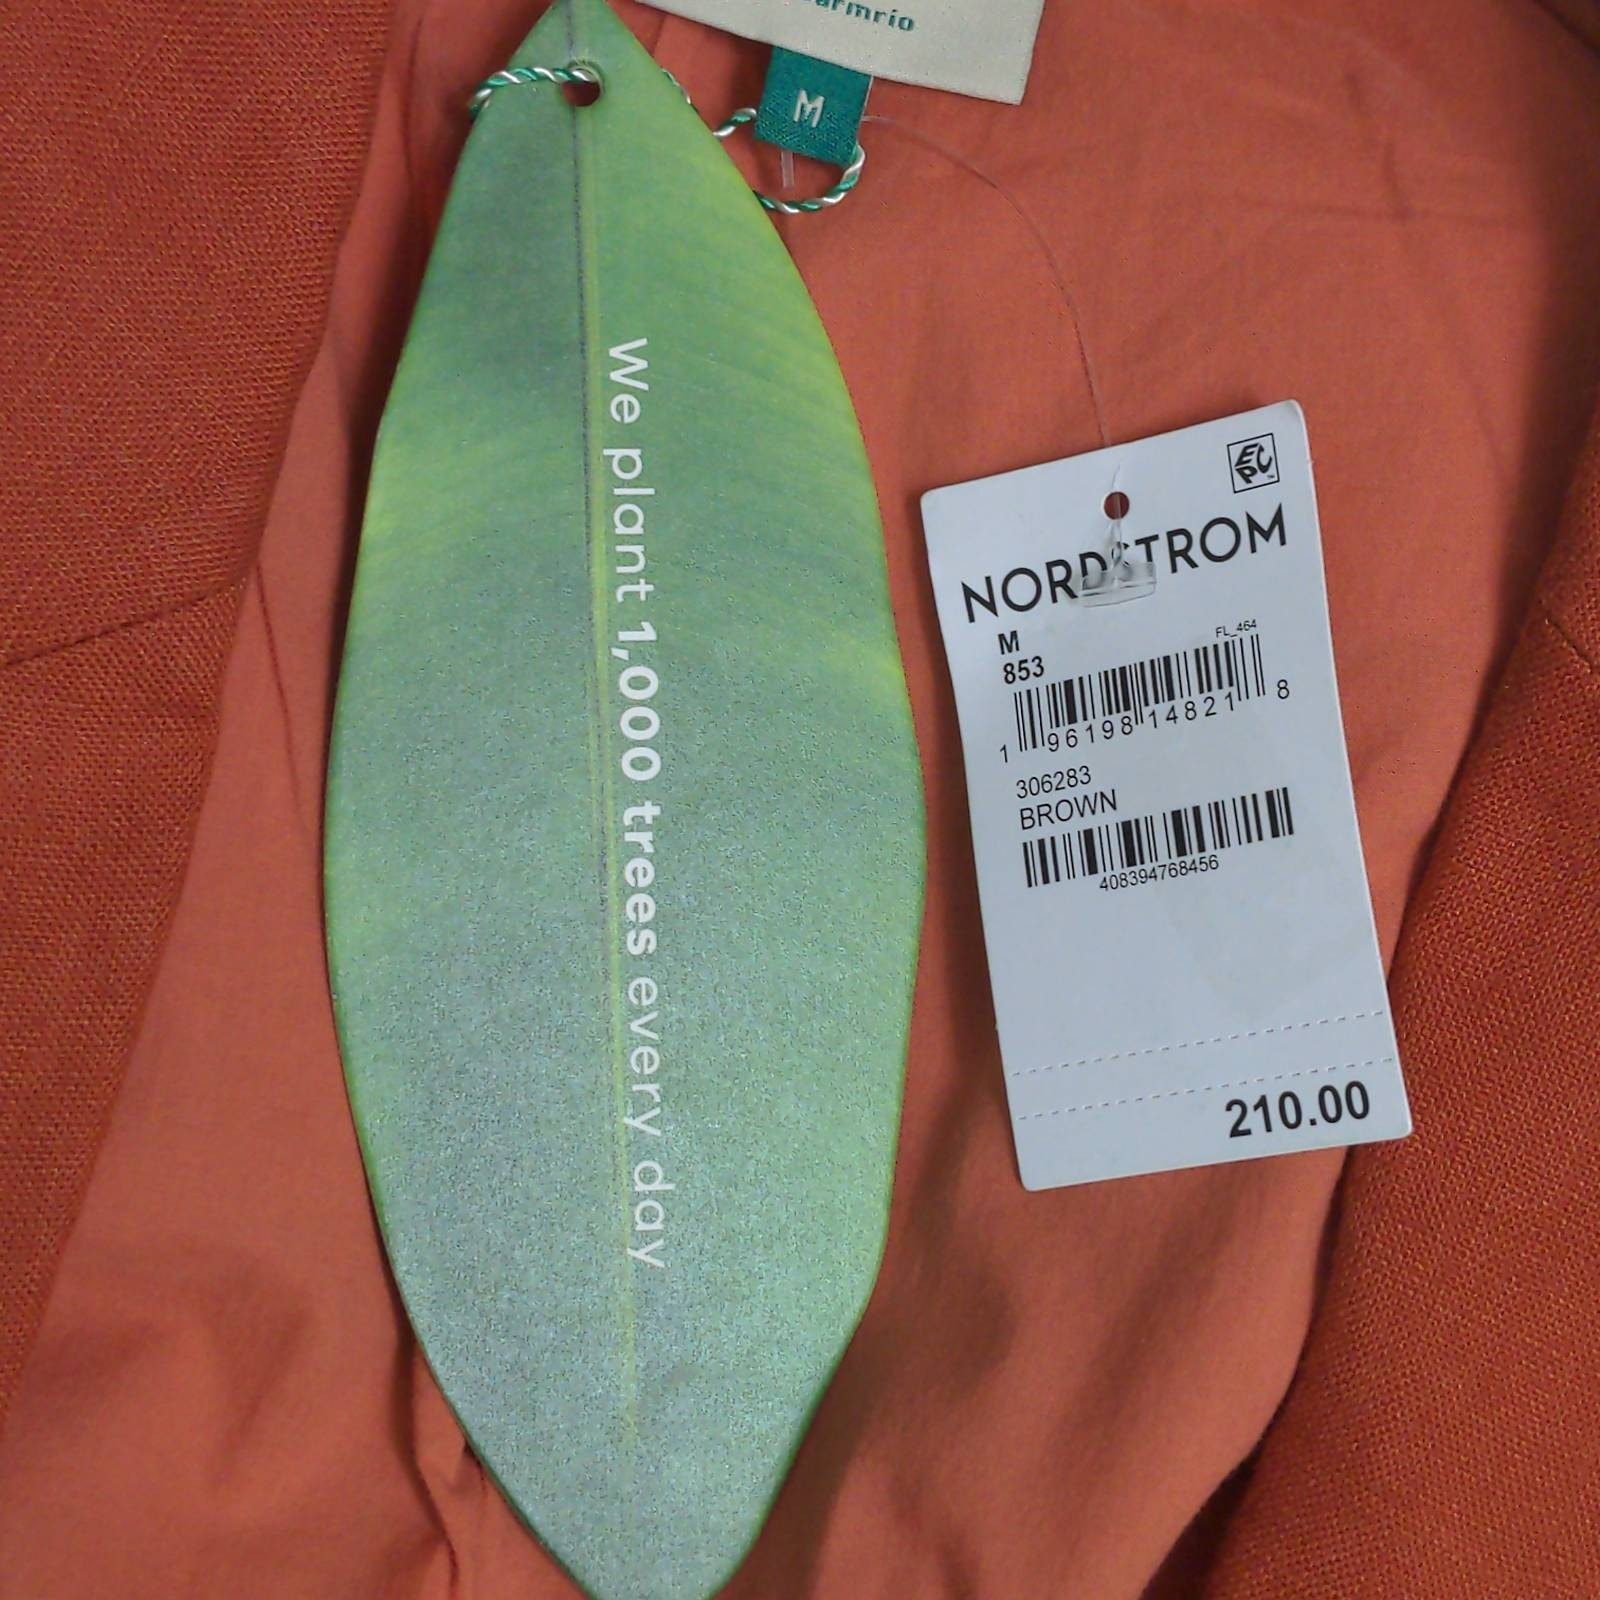 M
We plant 1,000 trees every day
EPC
NORDSTROM
M
FL_464
853
1 96198 14821 8
306283
BROWN
408394768456
210.00